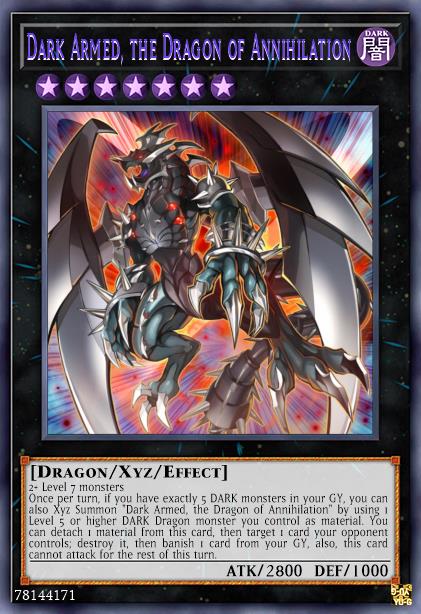 Dark Armed, the Dragon of Annihilation
DARK
闇
[Dragon/Xyz/Effect]
2+ Level 7 monsters
Once per turn, if you have exactly 5 DARK monsters in your GY, you can
also Xyz Summon "Dark Armed, the Dragon of Annihilation" by using 1
Level 5 or higher DARK Dragon monster you control as material. You
can detach 1 material from this card, then target 1 card your opponent
controls; destroy it, then banish 1 card from your GY, also, this card
cannot attack for the rest of this turn.
ATK/2800 DEF/1000
78144171